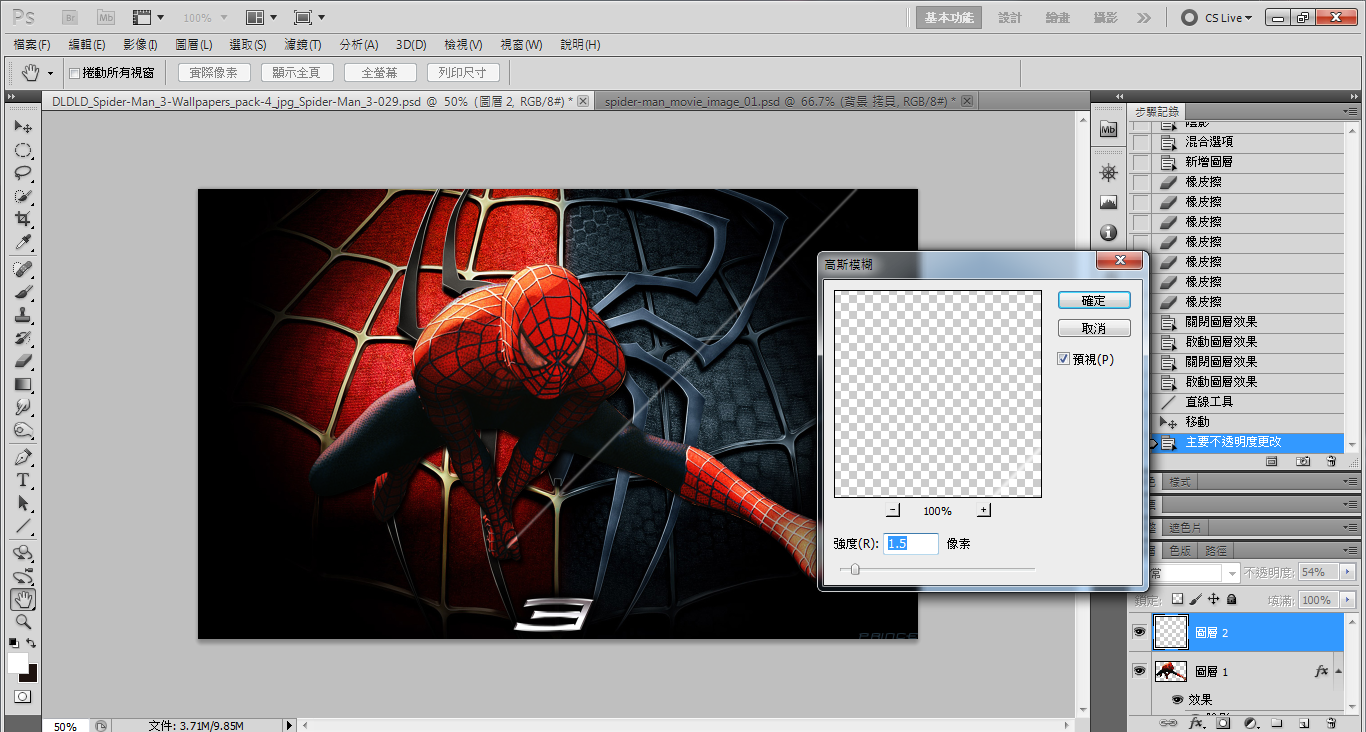 Ps Br Mb 100% 基本功能 設計 繪畫 攝影 CS Live
檔案(F) 編輯(E) 影像(I) 圖層(L) 選取(S) 濾鏡(T) 分析(A) 3D(D) 檢視(V) 視窗(W) 說明(H)
捲動所有視窗 實際像素 顯示全頁 全螢幕 列印尺寸
DLDLD_Spider-Man_3-Wallpapers_pack-4_jpg_Spider-Man_3-029.psd @ 50% (圖層 2, RGB/8#) *
spider-man_movie_image_01.psd @ 66.7% (背景 拷貝, RGB/8#) *
步驟記錄
Mb
陰影
混合選項
新增圖層
橡皮擦
橡皮擦
橡皮擦
橡皮擦
橡皮擦
橡皮擦
橡皮擦
關閉圖層效果
啟動圖層效果
關閉圖層效果
啟動圖層效果
直線工具
移動
主要不透明度更改
高斯模糊
確定
取消
預視(P)
100%
強度(R): 1.5 像素
樣式
遮色片
色版 路徑
常 不透明度: 54%
鎖定: 填滿: 100%
圖層 2
圖層 1 fx
效果
3
PRINCE
50% 文件: 3.71M/9.85M